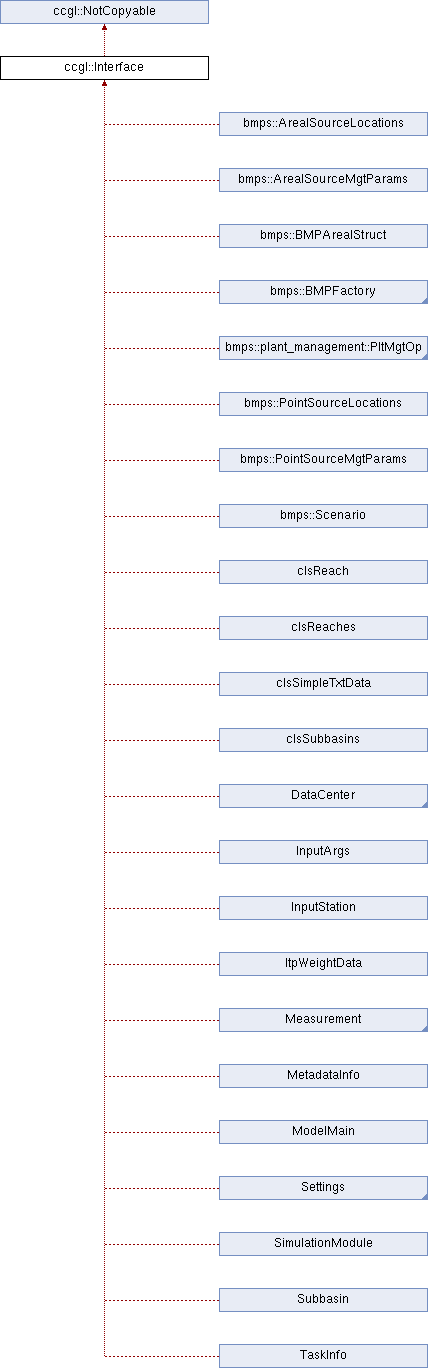 ccgl::NotCopyable
ccgl::Interface
bmps::ArealSourceLocations
bmps::ArealSourceMgtParams
bmps::BMPArealStruct
bmps::BMPFactory
bmps::plant_management::PltMgtOp
bmps::PointSourceLocations
bmps::PointSourceMgtParams
bmps::Scenario
clsReach
clsReaches
clsSimpleTxtData
clsSubbasins
DataCenter
InputArgs
InputStation
ItpWeightData
Measurement
MetadataInfo
ModelMain
Settings
SimulationModule
Subbasin
TaskInfo